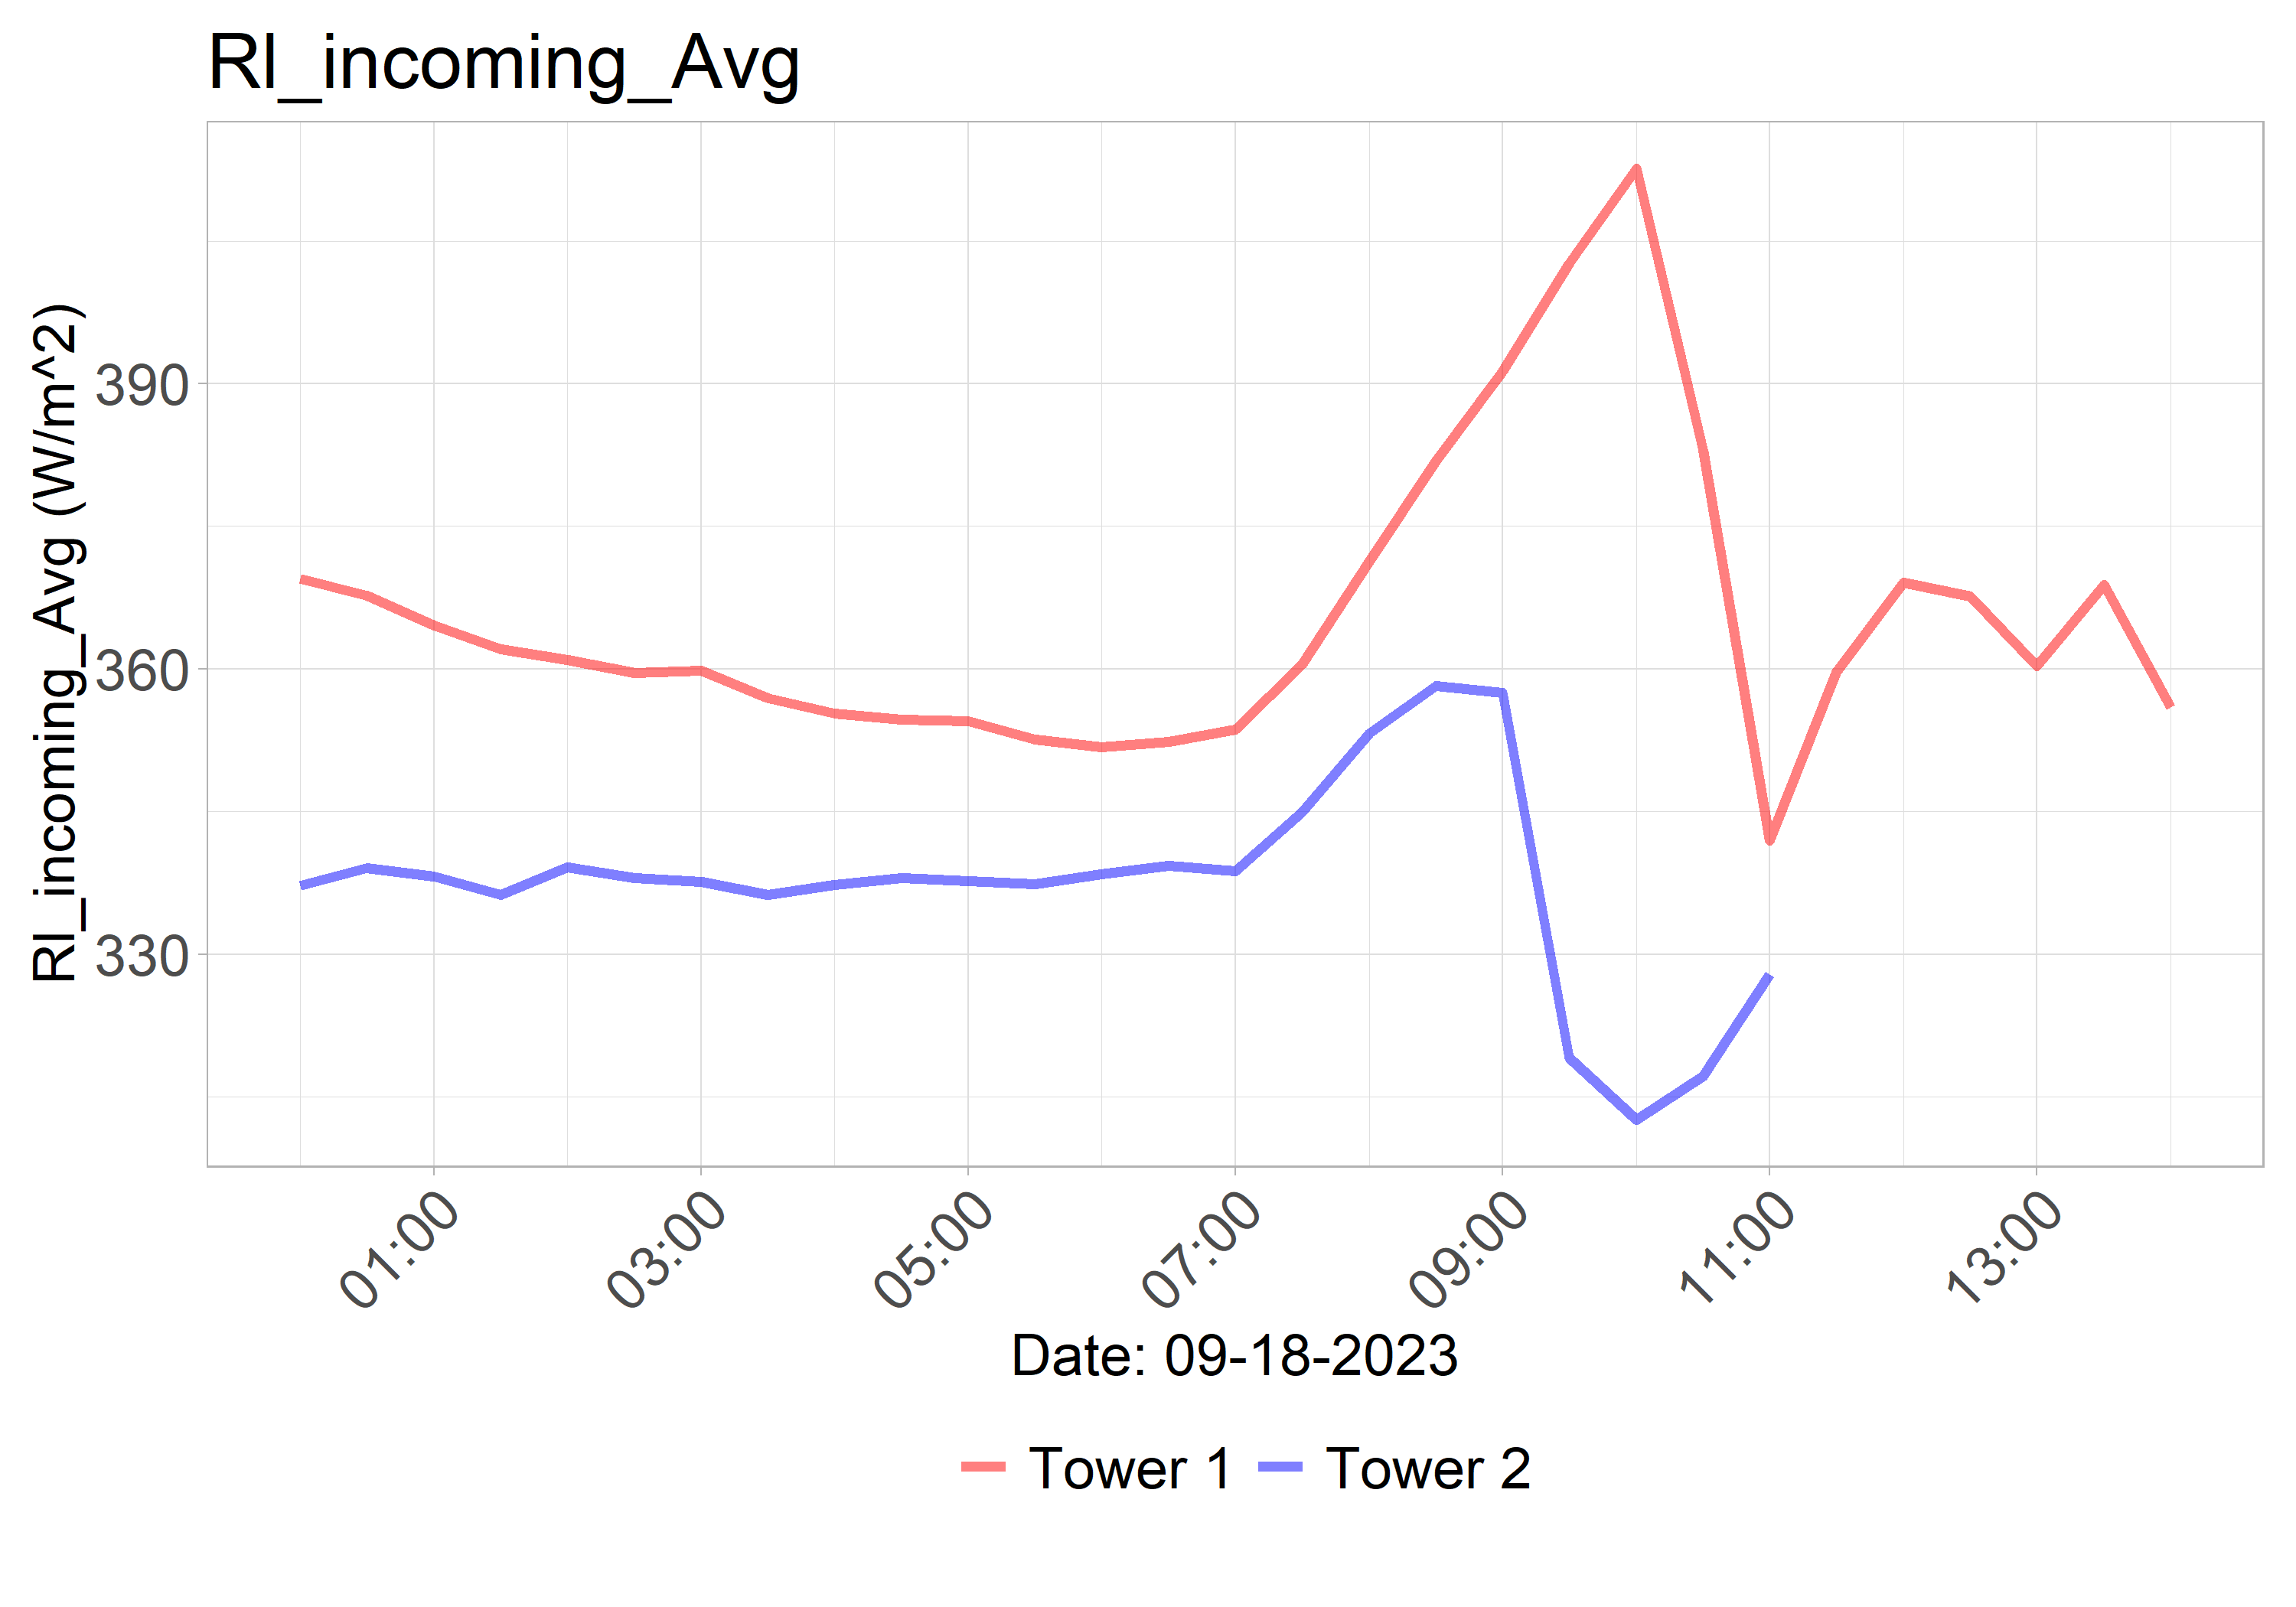 Rl_incoming_Avg
Rl_incoming_Avg (W/m^2)
390
360
330
01:00
03:00
05:00
07:00
09:00
11:00
13:00
Date: 09-18-2023
Tower 1
Tower 2